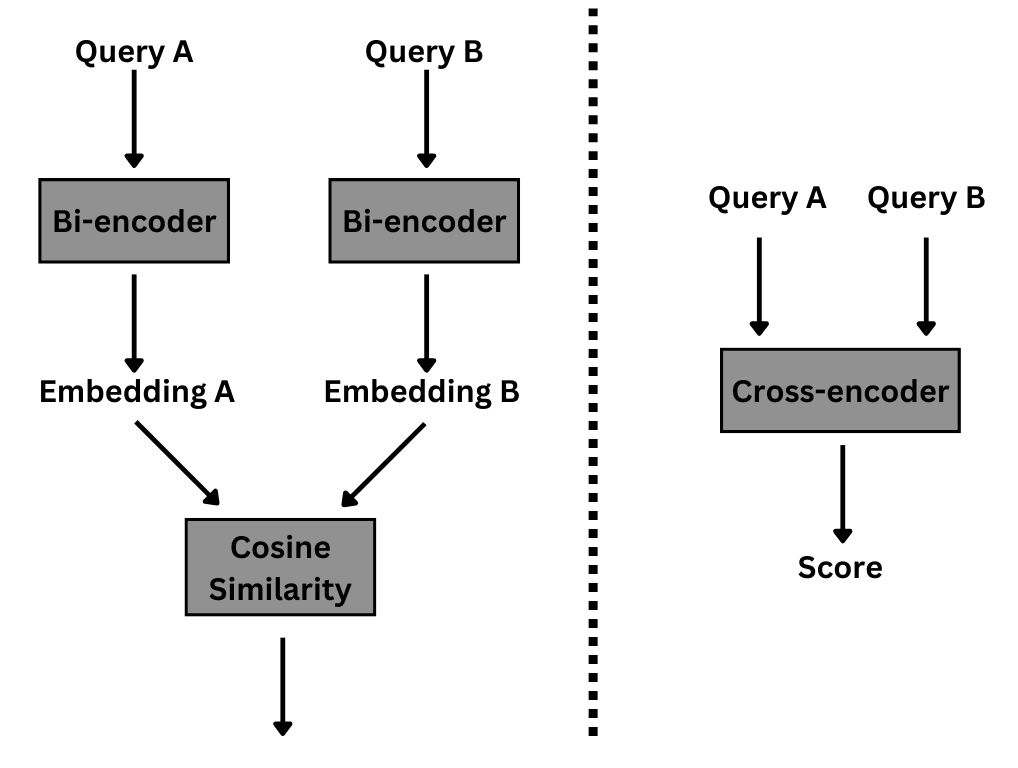 Query A
Query B
Bi-encoder
Bi-encoder
Embedding A
Embedding B
Cosine
Similarity
Query A
Query B
Cross-encoder
Score